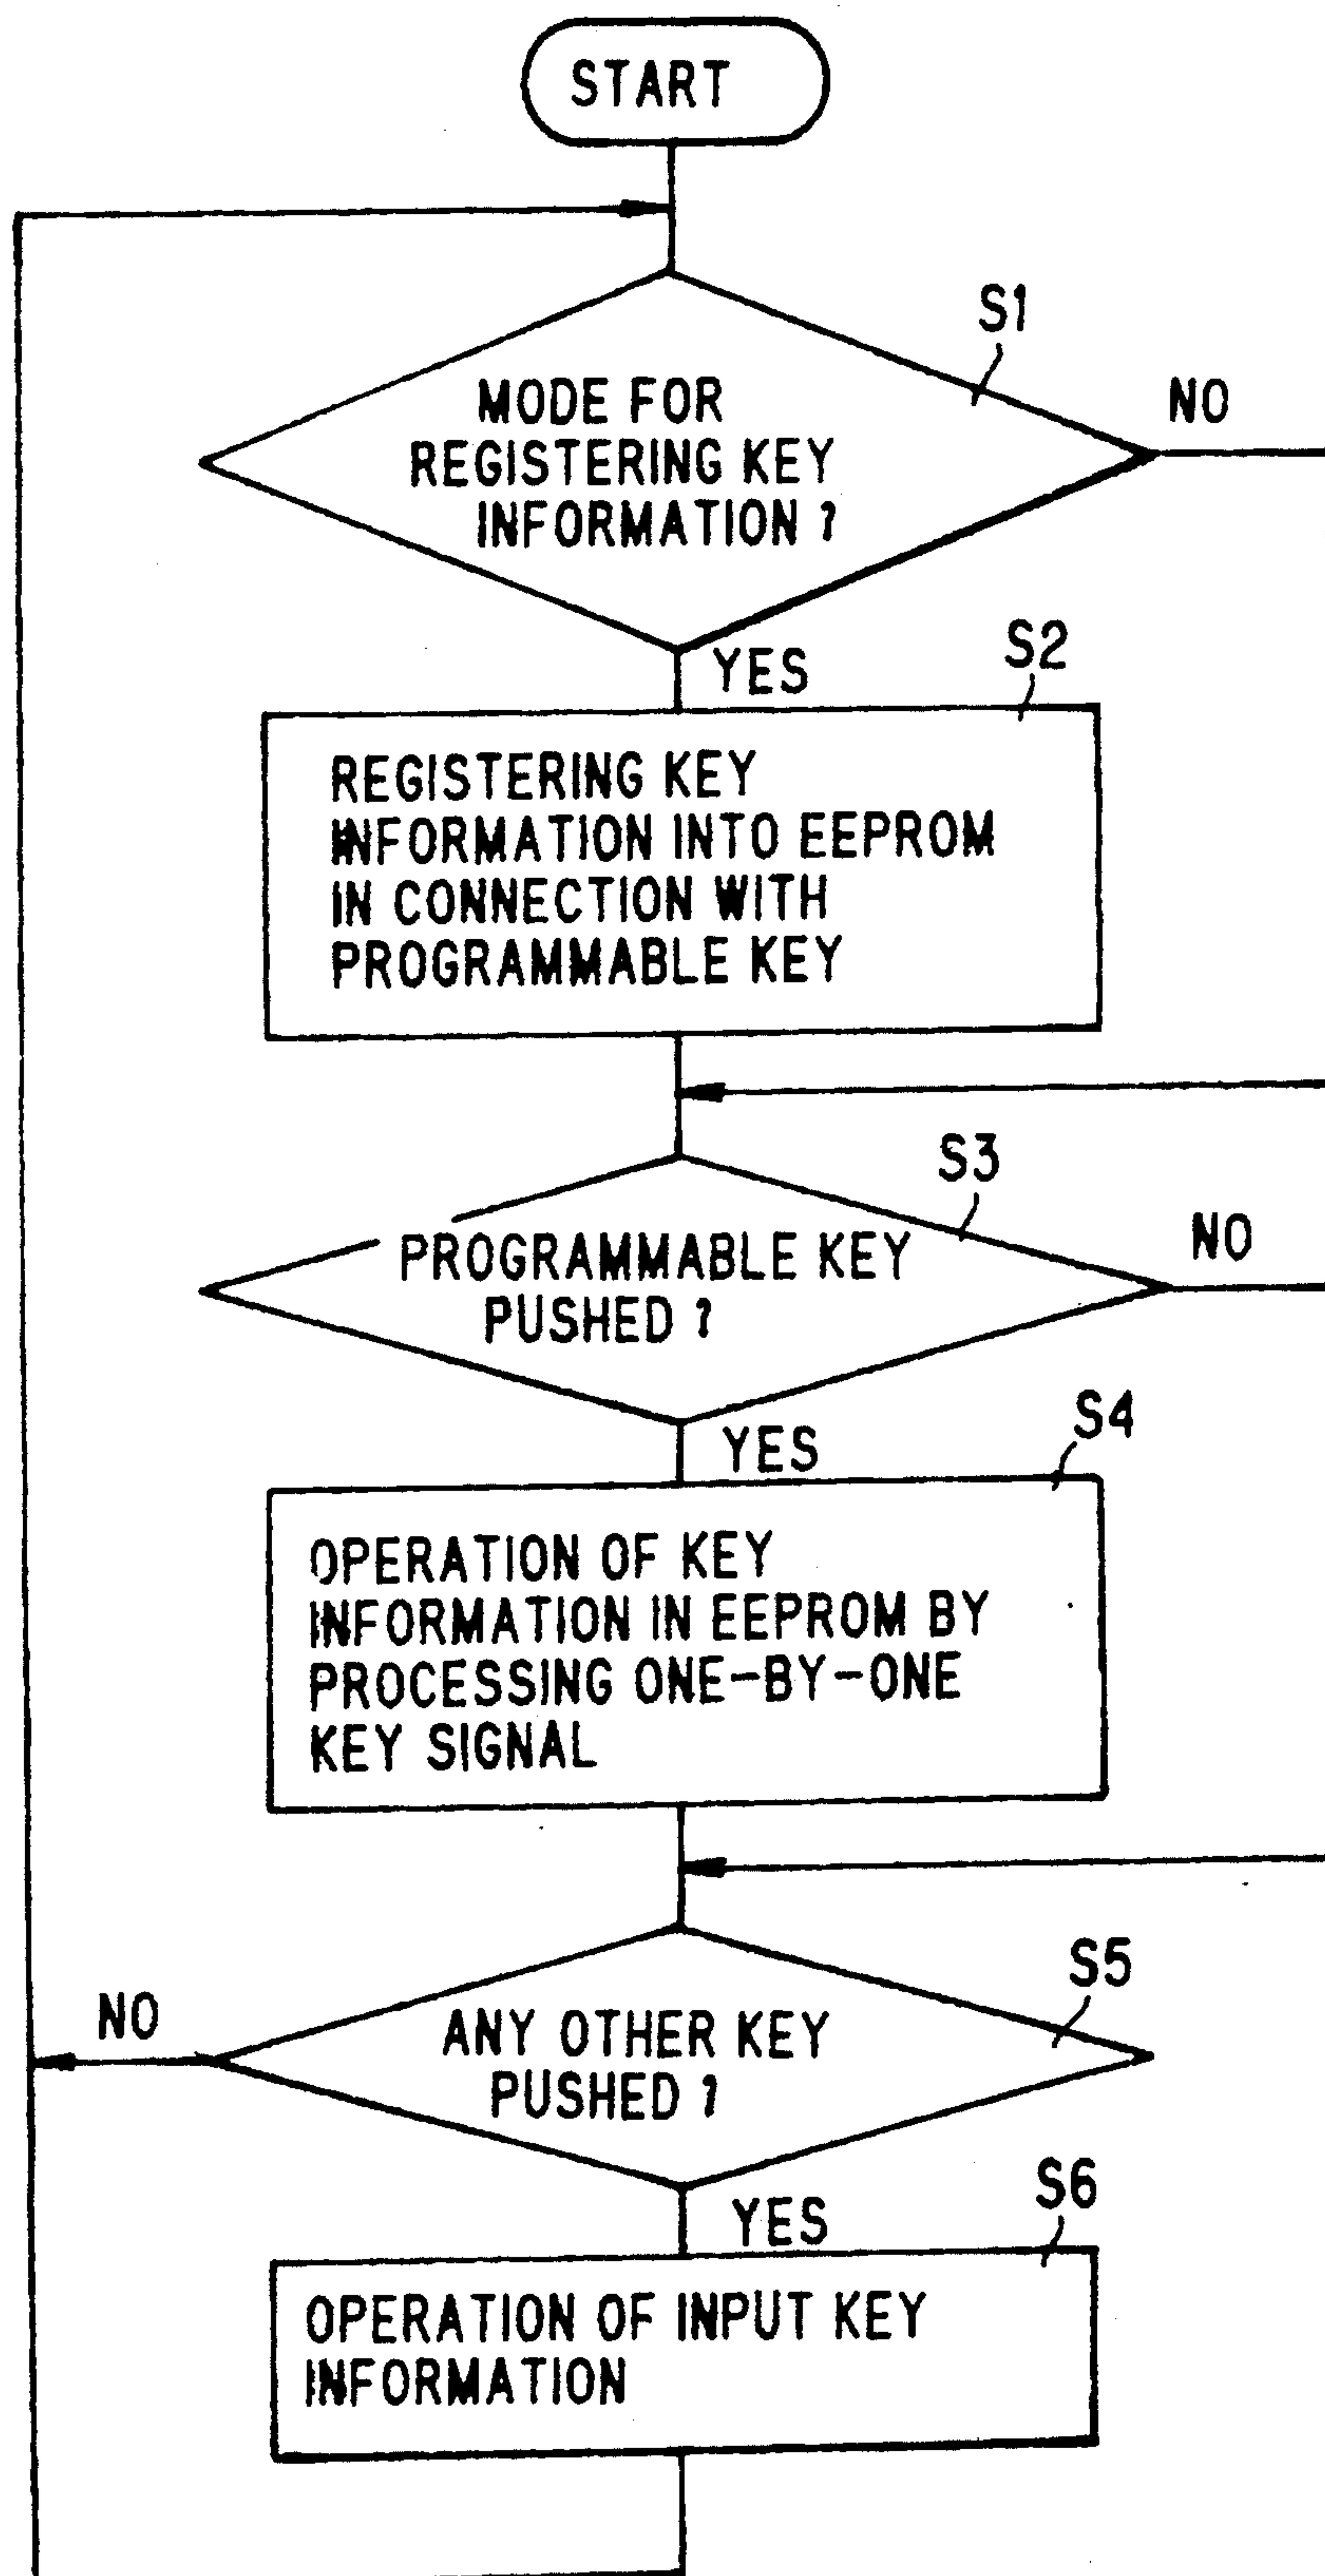 START
S1
MODE FOR
REGISTERING KEY
INFORMATION ?
NO
YES
S2
REGISTERING KEY
INFORMATION INTO EEPROM
IN CONNECTION WITH
PROGRAMMABLE KEY
S3
PROGRAMMABLE KEY
PUSHED ?
NO
YES
S4
OPERATION OF KEY
INFORMATION IN EEPROM BY
PROCESSING ONE-BY-ONE
KEY SIGNAL
S5
NO
ANY OTHER KEY
PUSHED ?
YES
S6
OPERATION OF INPUT KEY
INFORMATION